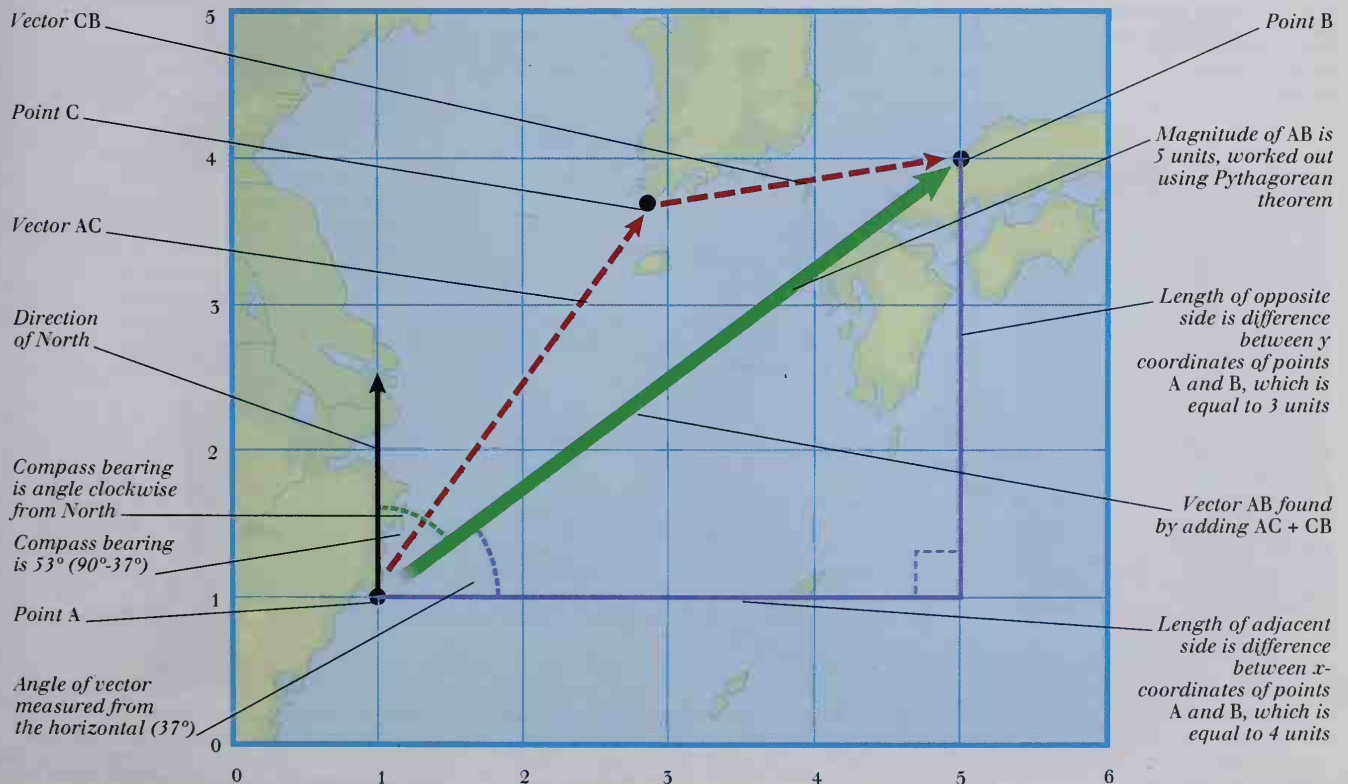 Vector CB
Point C
Vector AC
Direction
of North
Compass bearing
is angle clockwise
from North
Compass bearing
is 53° (90°-37°)
Point A
Angle of vector
measured from
the horizontal (37°)
5
4
3
2
1
0
0 1 2 3 4 5 6
Point B
Magnitude of AB is
5 units, worked out
using Pythagorean
theorem
Length of opposite
side is difference
between y
coordinates of points
A and B, which is
equal to 3 units
Vector AB found
by adding AC + CB
Length of adjacent
side is difference
between x-
coordinates of points
A and B, which is
equal to 4 units